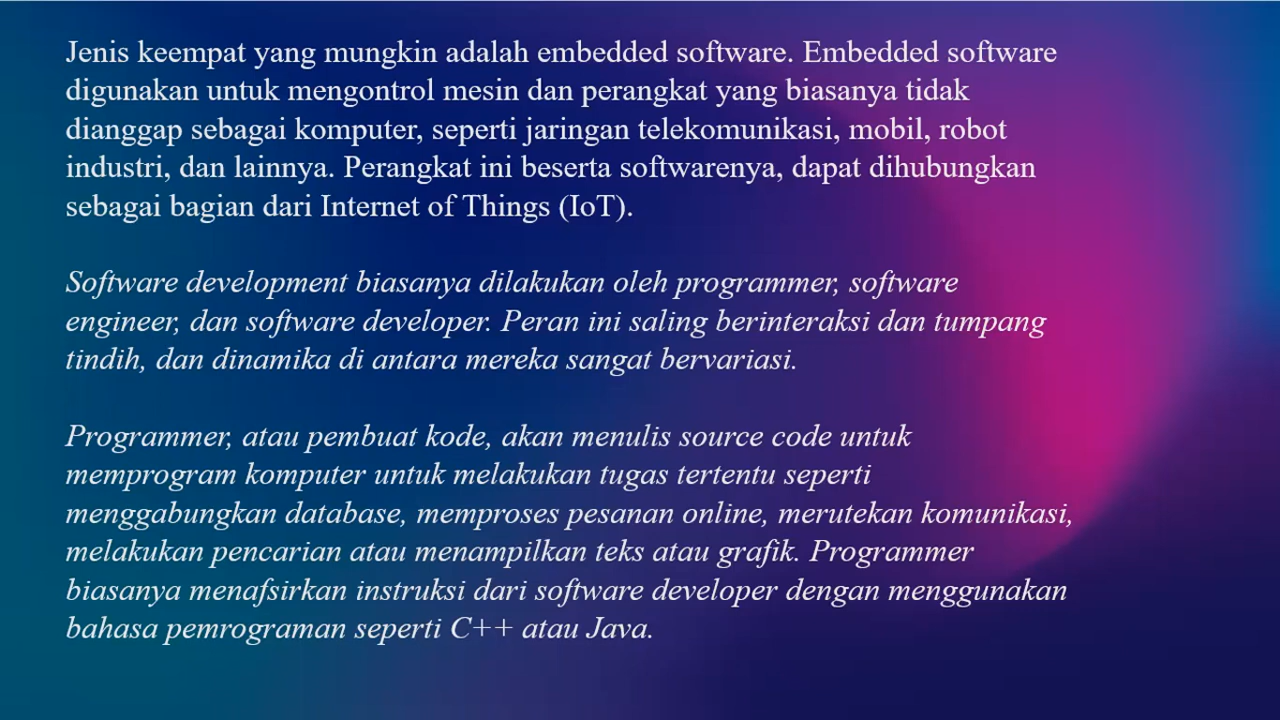 Jenis keempat yang mungkin adalah embedded software. Embedded software
digunakan untuk mengontrol mesin dan perangkat yang biasanya tidak
dianggap sebagai komputer, seperti jaringan telekomunikasi, mobil, robot
industri, dan lainnya. Perangkat ini beserta softwarenya, dapat dihubungkan
sebagai bagian dari Internet of Things (IoT).
Software development biasanya dilakukan oleh programmer, software
engineer, dan software developer. Peran ini saling berinteraksi dan tumpang
tindih, dan dinamika di antara mereka sangat bervariasi.
Programmer, atau pembuat kode, akan menulis source code untuk
memprogram komputer untuk melakukan tugas tertentu seperti
menggabungkan database, memproses pesanan online, merutekan komunikasi,
melakukan pencarian atau menampilkan teks atau grafik. Programmer
biasanya menafsirkan instruksi dari software developer dengan menggunakan
bahasa pemrograman seperti C++ atau Java.